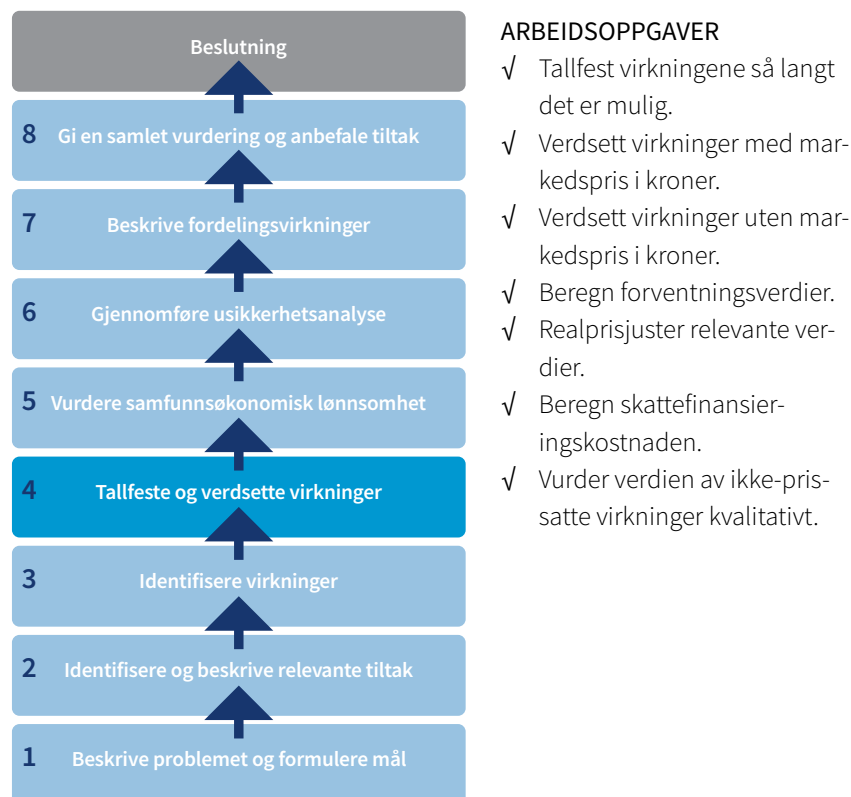 Beslutning
8 Gi en samlet vurdering og anbefale tiltak
7 Beskrive fordelingsvirkninger
6 Gjennomføre usikkerhetsanalyse
5 Vurdere samfunnsøkonomisk lønnsomhet
4 Tallfeste og verdsette virkninger
3 Identifisere virkninger
2 Identifisere og beskrive relevante tiltak
1 Beskrive problemet og formulere mål
ARBEIDSOPPGAVER
√ Tallfest virkningene så langt
det er mulig.
√ Verdsett virkninger med mar-
kedspris i kroner.
√ Verdsett virkninger uten mar-
kedspris i kroner.
√ Beregn forventningsverdier.
√ Realprisjuster relevante ver-
dier.
√ Beregn skattefinansier-
ingskostnaden.
√ Vurder verdien av ikke-pris-
satte virkninger kvalitativt.